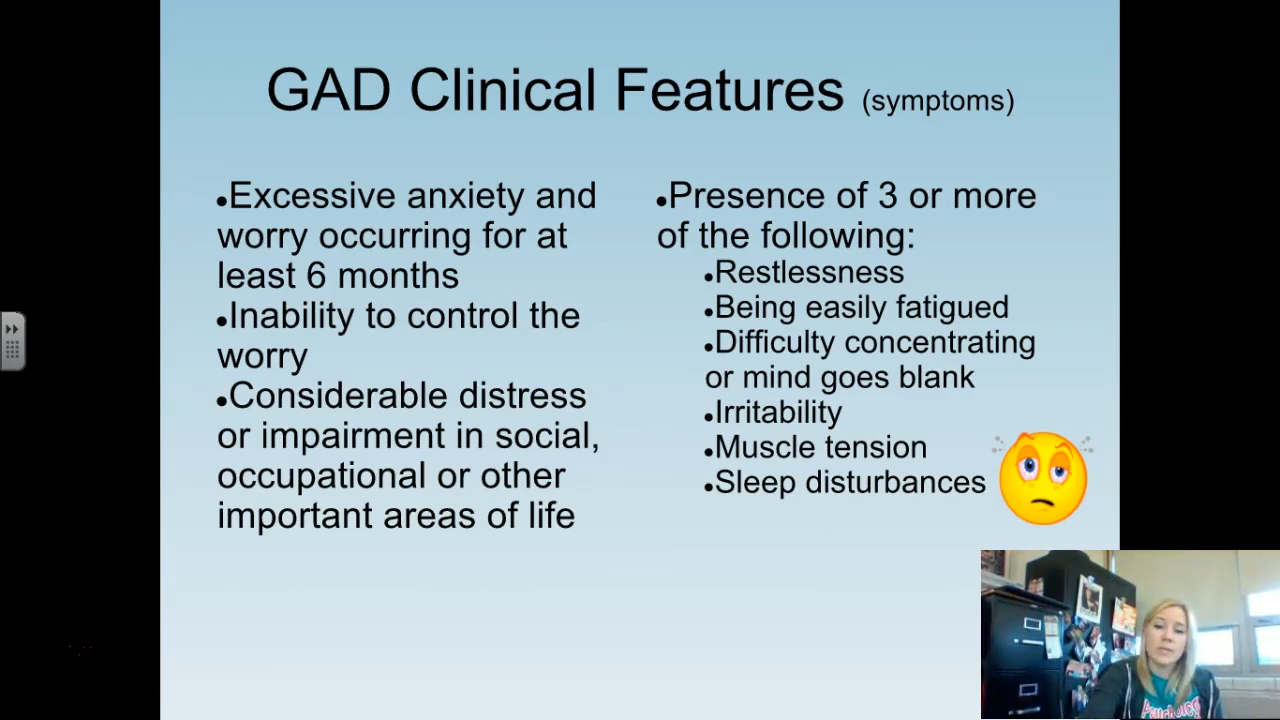 GAD Clinical Features (symptoms)
•Excessive anxiety and
worry occurring for at
least 6 months
•Inability to control the
worry
•Considerable distress
or impairment in social,
occupational or other
important areas of life
•Presence of 3 or more
of the following:
•Restlessness
•Being easily fatigued
•Difficulty concentrating
or mind goes blank
•Irritability
•Muscle tension
•Sleep disturbances